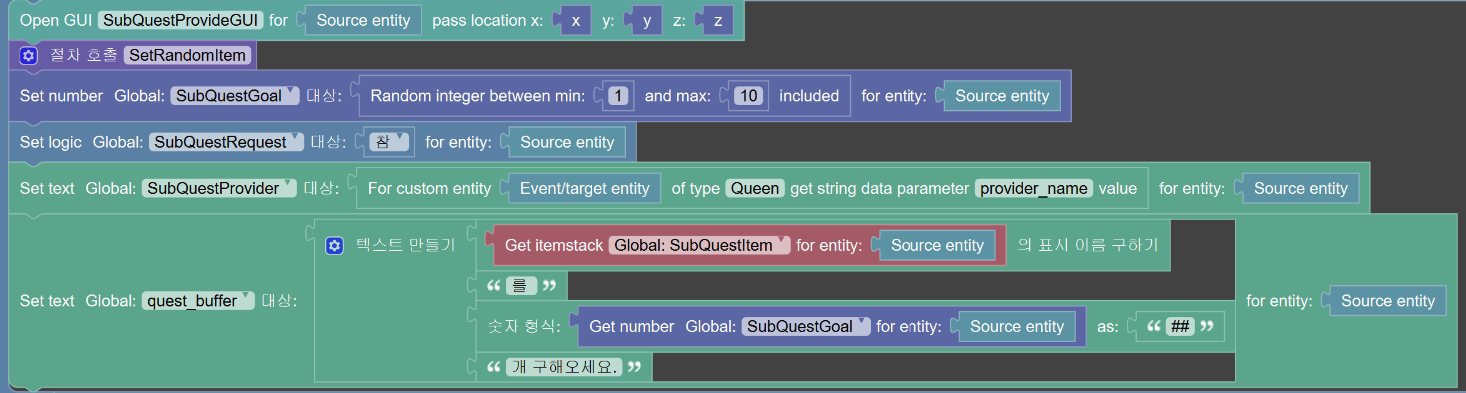 Open GUI SubQuestProvideGUI for Source entity pass location x: x y: y z: z
절차 호출 SetRandomItem
Set number Global: SubQuestGoal 대상: Random integer between min: 1 and max: 10 included for entity: Source entity
Set logic Global: SubQuestRequest 대상: 참 for entity: Source entity
Set text Global: SubQuestProvider 대상: For custom entity Event/target entity of type Queen get string data parameter provider_name value for entity: Source entity
텍스트 만들기 Get itemstack Global: SubQuestItem for entity: Source entity 의 표시 이름 구하기
“ 를 ”
Set text Global: quest_buffer 대상: for entity: Source entity
숫자 형식: Get number Global: SubQuestGoal for entity: Source entity as: “ ## ”
“ 개 구해오세요. ”